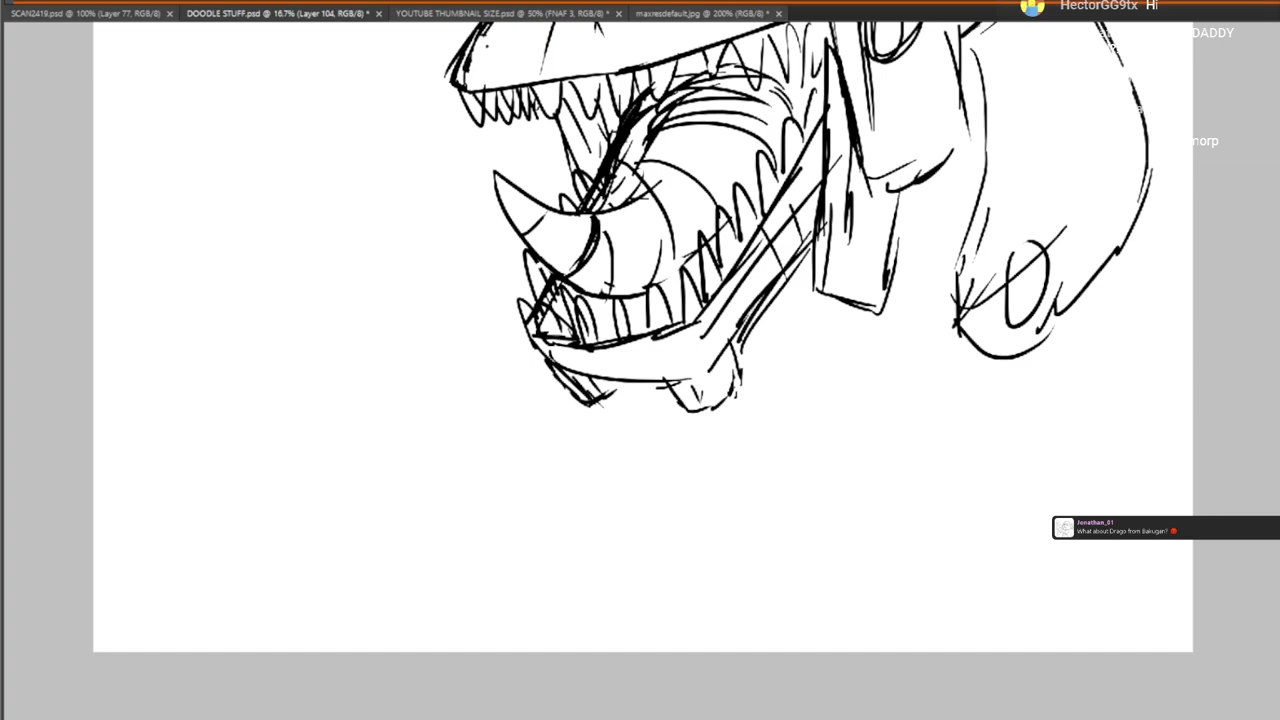 SCAN2419.psd @ 100% (Layer 77, RGB/8) × DOODLE STUFF.psd @ 16.7% (Layer 104, RGB/8) * × YOUTUBE THUMBNAIL SIZE.psd @ 50% (FNAF 3, RGB/8) * × maxresdefault.jpg @ 200% (RGB/8) * ×
HectorGG9tx Hi
DADDY
morp
Jonathan_01
What about Drago from Bakugan?